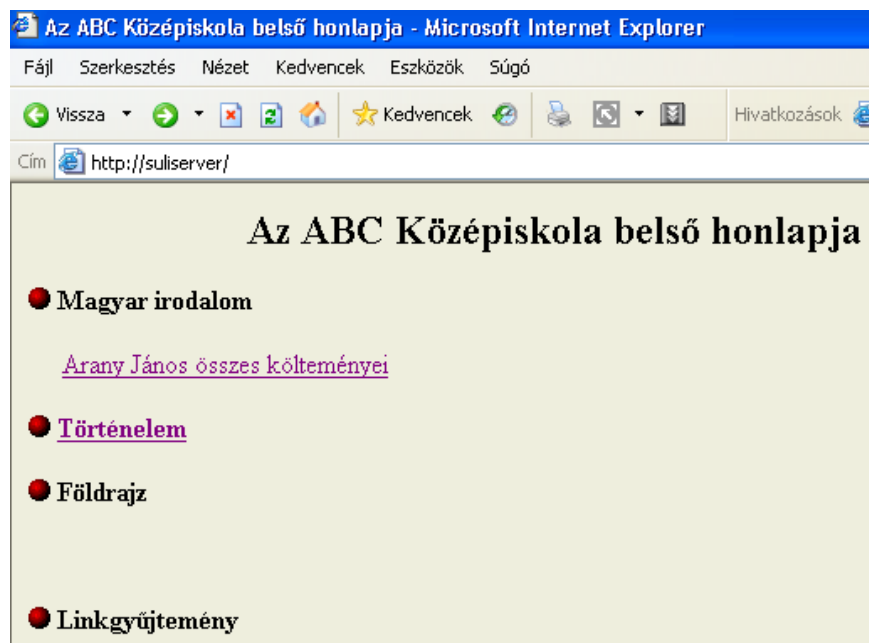 Az ABC Középiskola belső honlapja - Microsoft Internet Explorer
Fájl Szerkesztés Nézet Kedvencek Eszközök Súgó
Vissza Kedvencek Hivatkozások
Cím http://suliserver/
Az ABC Középiskola belső honlapja
Magyar irodalom
Arany János összes költeményei
Történelem
Földrajz
Linkgyűjtemény